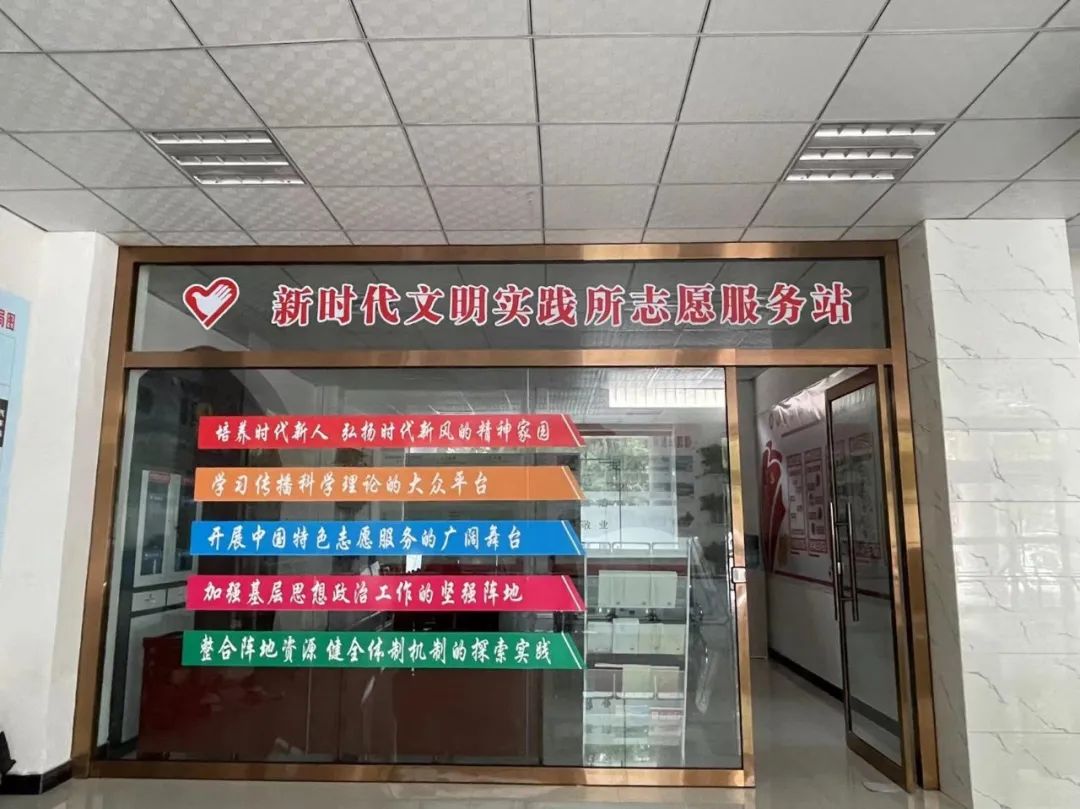 新时代文明实践所志愿服务站
培养时代新人 弘扬时代新风的精神家园
学习传播科学理论的大众平台
开展中国特色志愿服务的广阔舞台
加强基层思想政治工作的坚强阵地
整合阵地资源 健全体制机制的探索实践
局图